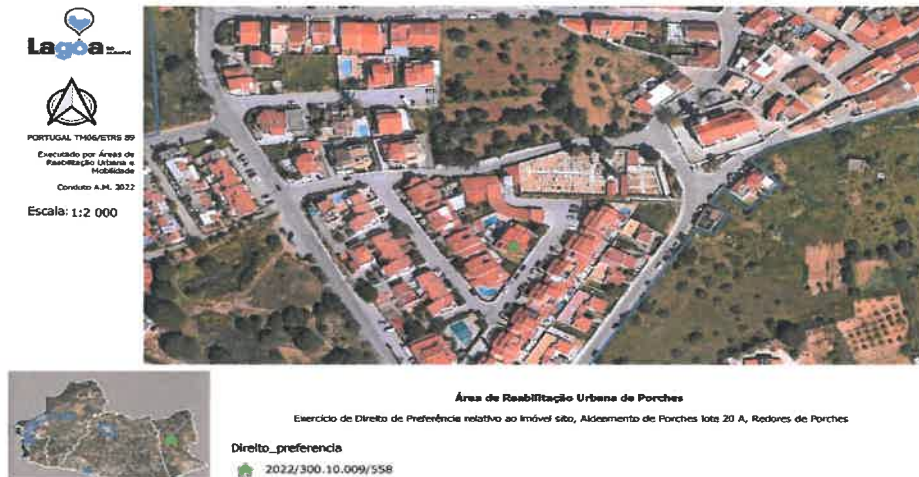 Lagoa
PORTUGAL TM06/ETRS 89
Executado por Áreas de
Reabilitação Urbana e
Mobilidade
Conduto A.M. 2022
Escala: 1:2 000
Área de Reabilitação Urbana de Porches
Exercício de Direito de Preferência relativo ao imóvel sito, Aldeamento de Porches lote 20 A, Redores de Porches
Direito_preferencia
2022/300.10.009/558